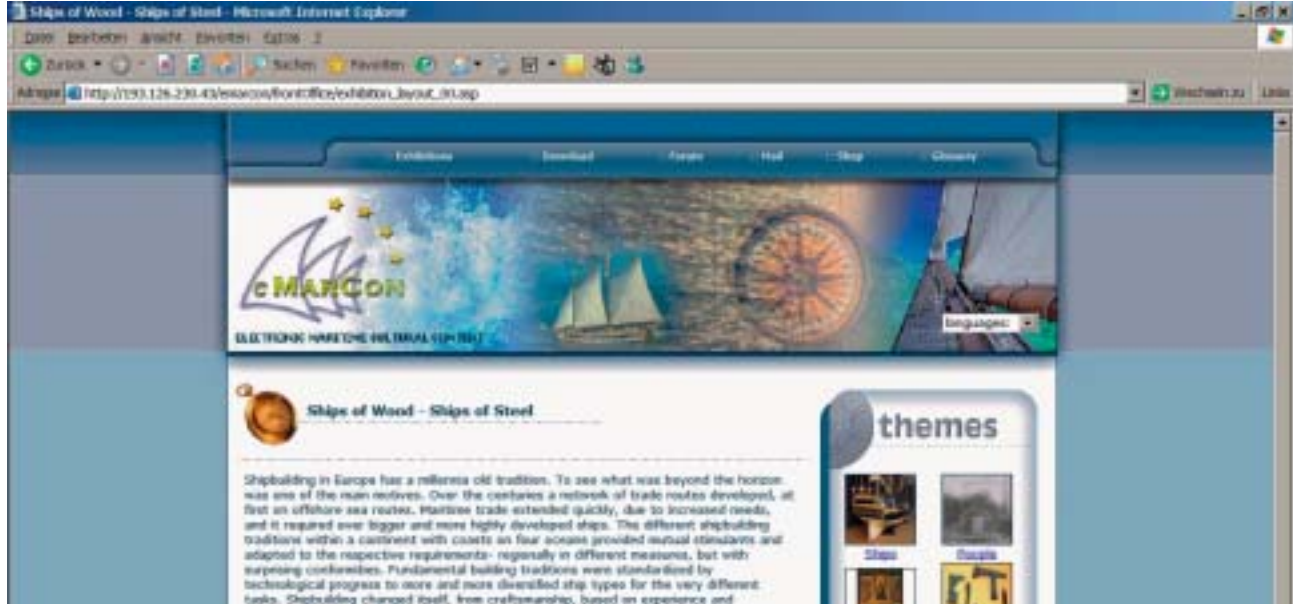 Ships of Wood - Ships of Steel - Microsoft Internet Explorer
Datei Bearbeiten Ansicht Favoriten Extras ?
Zurück Suchen Favoriten
Adresse http://193.126.230.43/emarcon/frontOffice/exhibition_layout_01.asp Wechseln zu Links
Exhibitions Download Forum Mail Shop Glossary
eMARCON
languages:
ELECTRONIC MARITIME CULTURAL CONTENT
Ships of Wood - Ships of Steel
themes
Shipbuilding in Europe has a millennia old tradition. To see what was beyond the horizon
was one of the main motives. Over the centuries a network of trade routes developed, at
first on offshore sea routes. Maritime trade extended quickly, due to increased needs,
and it required ever bigger and more highly developed ships. The different shipbuilding
traditions within a continent with coasts on four oceans provided mutual stimulants and
adapted to the respective requirements- regionally in different measures, but with
surprising conformities. Fundamental building traditions were standardized by
technological progress to more and more diversified ship types for the very different
tasks. Shipbuilding changed itself, from craftsmanship, based on experience and
Ships People